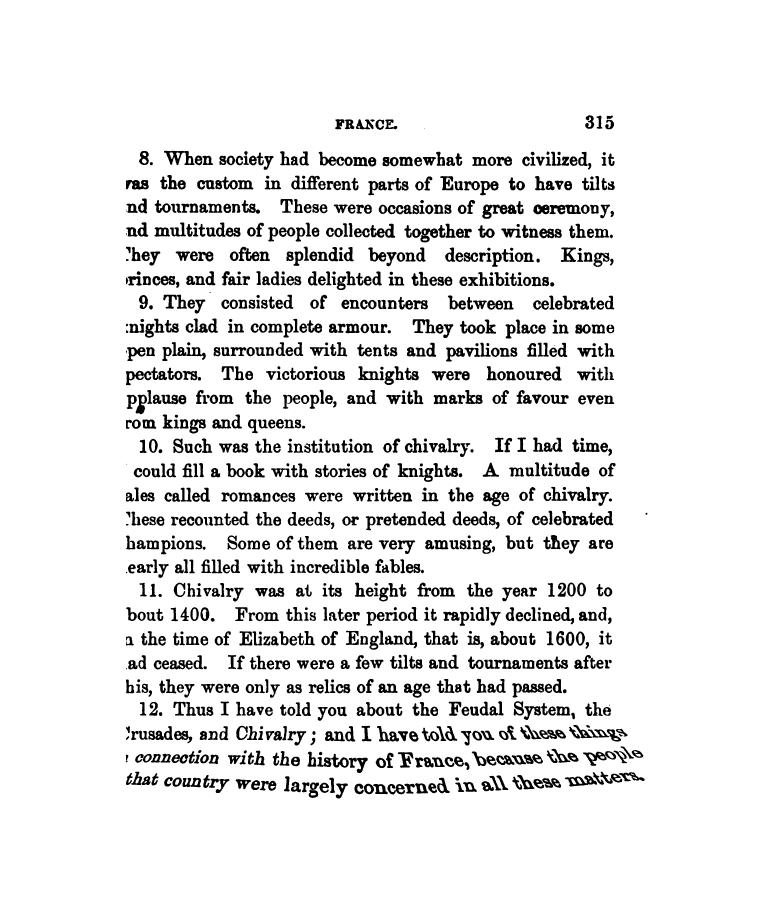 FRANCE. 315
8. When society had become somewhat more civilized, it
ras the custom in different parts of Europe to have tilts
nd tournaments. These were occasions of great ceremony,
nd multitudes of people collected together to witness them.
hey were often splendid beyond description. Kings,
rinces, and fair ladies delighted in these exhibitions.
9. They consisted of encounters between celebrated
nights clad in complete armour. They took place in some
pen plain, surrounded with tents and pavilions filled with
pectators. The victorious knights were honoured with
pplause from the people, and with marks of favour even
rom kings and queens.
10. Such was the institution of chivalry. If I had time,
could fill a book with stories of knights. A multitude of
ales called romances were written in the age of chivalry.
hese recounted the deeds, or pretended deeds, of celebrated
hampions. Some of them are very amusing, but they are
early all filled with incredible fables.
11. Chivalry was at its height from the year 1200 to
bout 1400. From this later period it rapidly declined, and,
n the time of Elizabeth of England, that is, about 1600, it
ad ceased. If there were a few tilts and tournaments after
his, they were only as relics of an age that had passed.
12. Thus I have told you about the Feudal System, the
rusades, and Chivalry; and I have told you of these things
connection with the history of France, because the people
that country were largely concerned in all these matters.